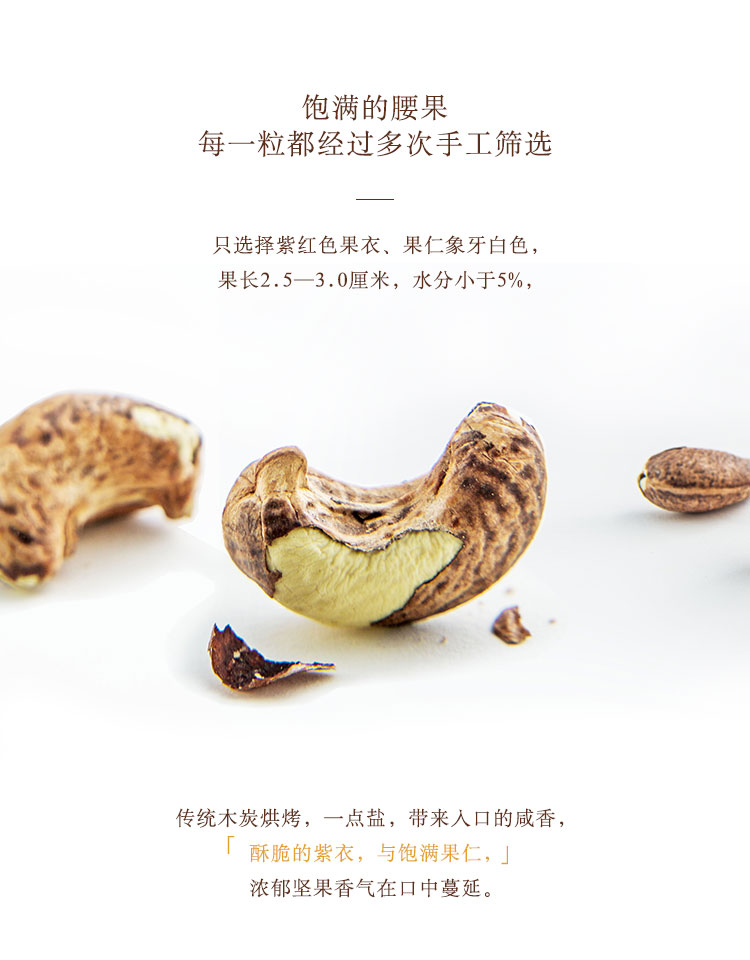 饱满的腰果
每一粒都经过多次手工筛选
只选择紫红色果衣、果仁象牙白色，
果长2.5—3.0厘米，水分小于5%，
传统木炭烘烤，一点盐，带来入口的咸香，
「酥脆的紫衣，与饱满果仁，」
浓郁坚果香气在口中蔓延。